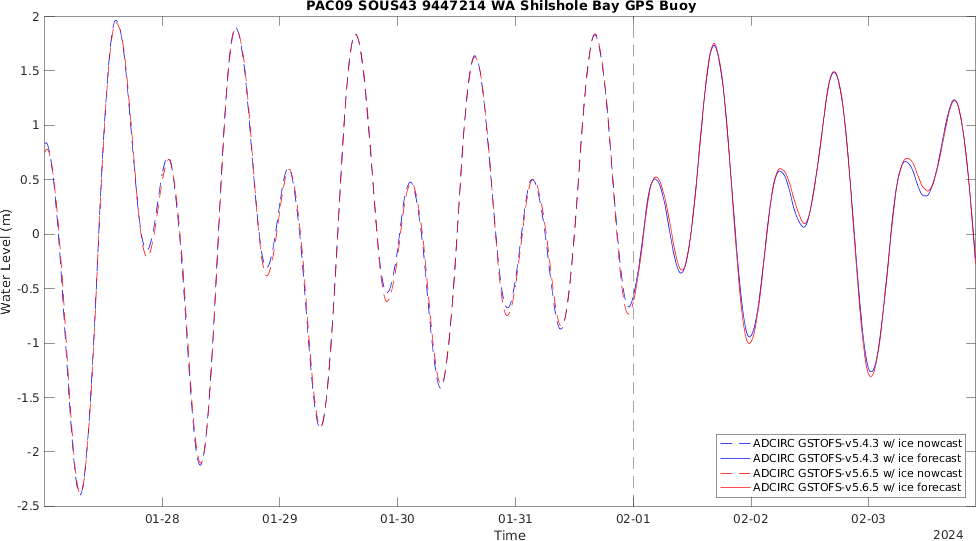 PAC09 SOUS43 9447214 WA Shilshole Bay GPS Buoy
2
1.5
1
0.5
0
-0.5
-1
-1.5
-2
-2.5
Water Level (m)
01-28 01-29 01-30 01-31 02-01 02-02 02-03
Time
2024
ADCIRC GSTOFS-v5.4.3 w/ ice nowcast
ADCIRC GSTOFS-v5.4.3 w/ ice forecast
ADCIRC GSTOFS-v5.6.5 w/ ice nowcast
ADCIRC GSTOFS-v5.6.5 w/ ice forecast